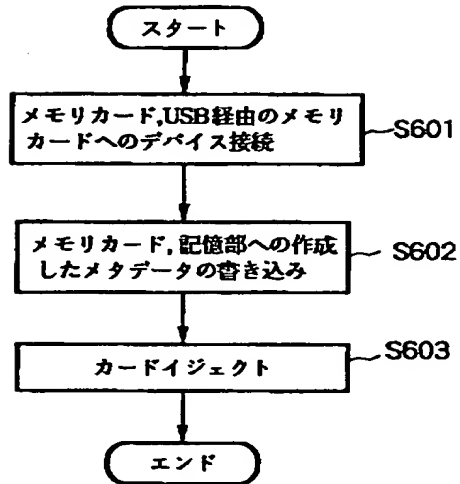 スタート
メモリカード,USB経由のメモリ
カードへのデバイス接続
S601
メモリカード,記憶部への作成
したメタデータの書き込み
S602
カードイジェクト
S603
エンド